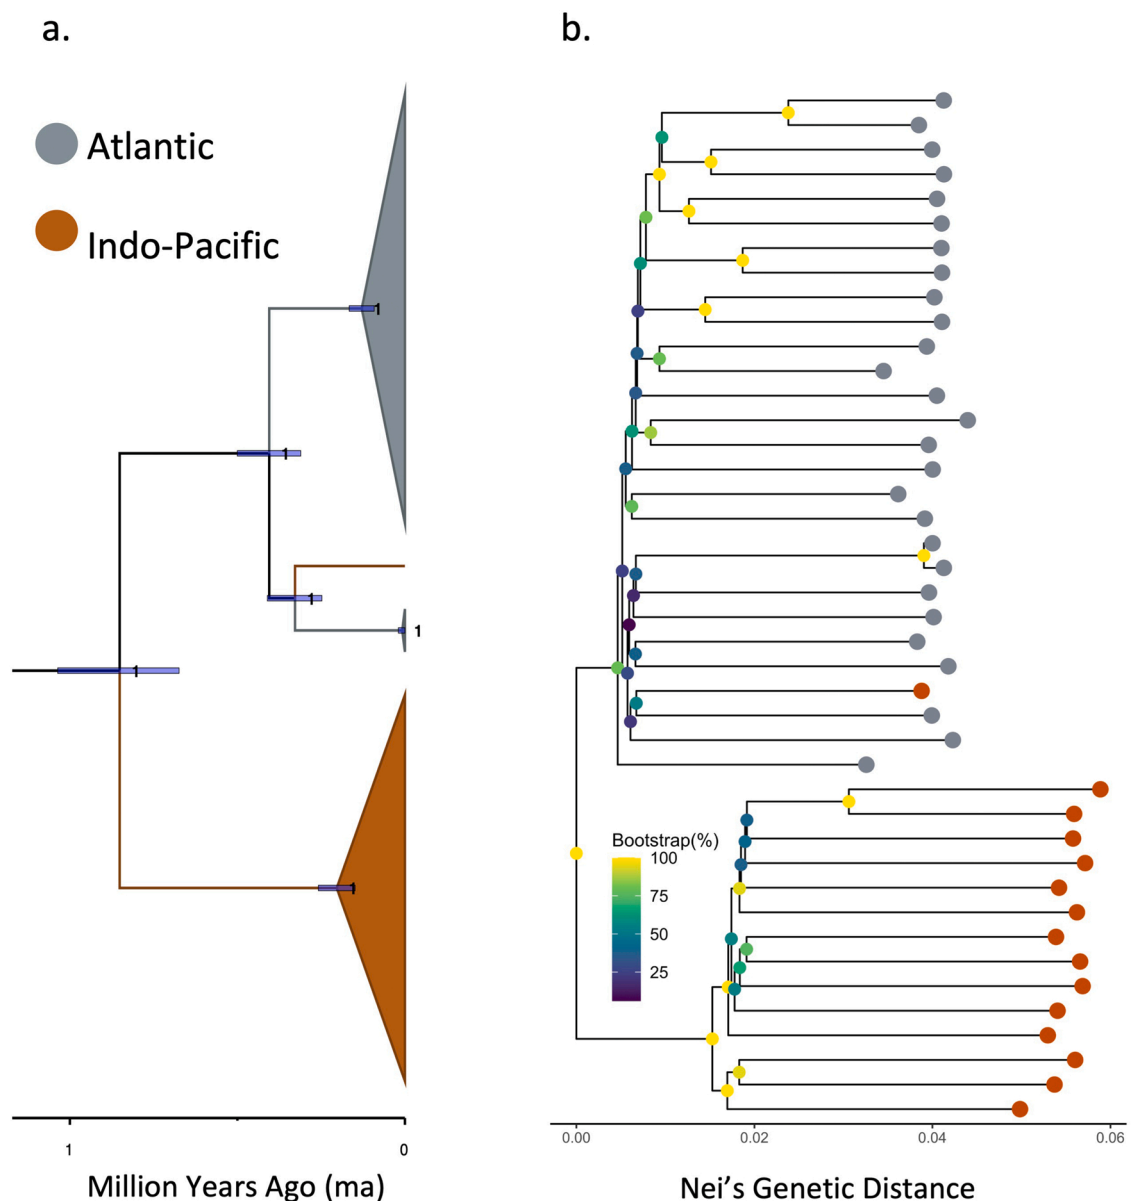 a.
Atlantic
Indo-Pacific
1
1
1
1
1
1
1
0
Million Years Ago (ma)
b.
Bootstrap(%)
100
75
50
25
0.00
0.02
0.04
0.06
Nei's Genetic Distance